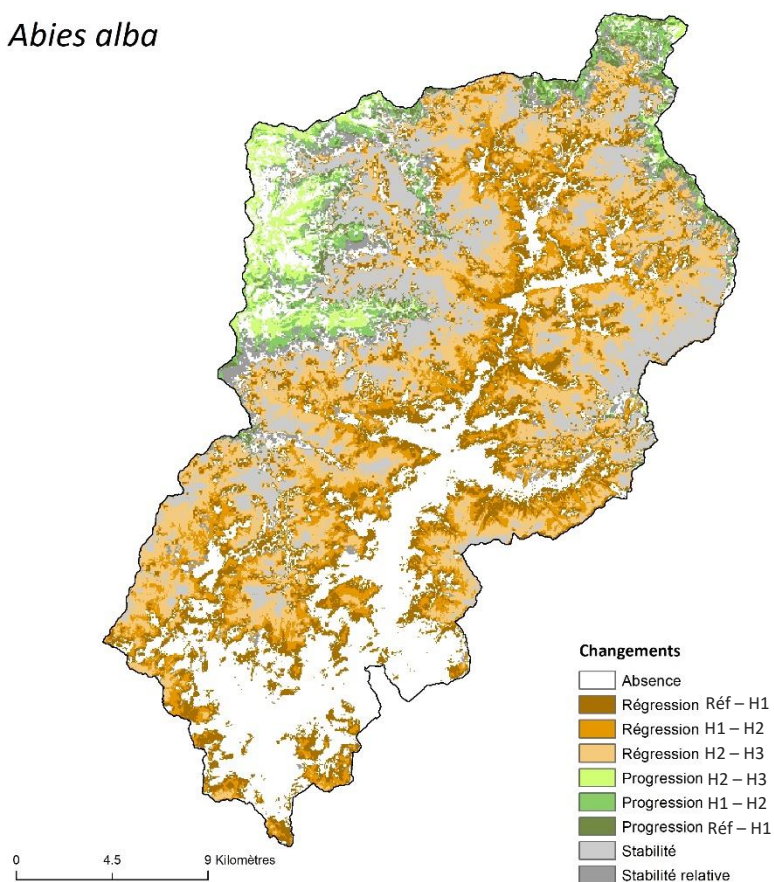 Abies alba
Changements
Absence
Régression Réf – H1
Régression H1 – H2
Régression H2 – H3
Progression H2 – H3
Progression H1 – H2
Progression Réf – H1
Stabilité
Stabilité relative
0 4.5 9 Kilomètres